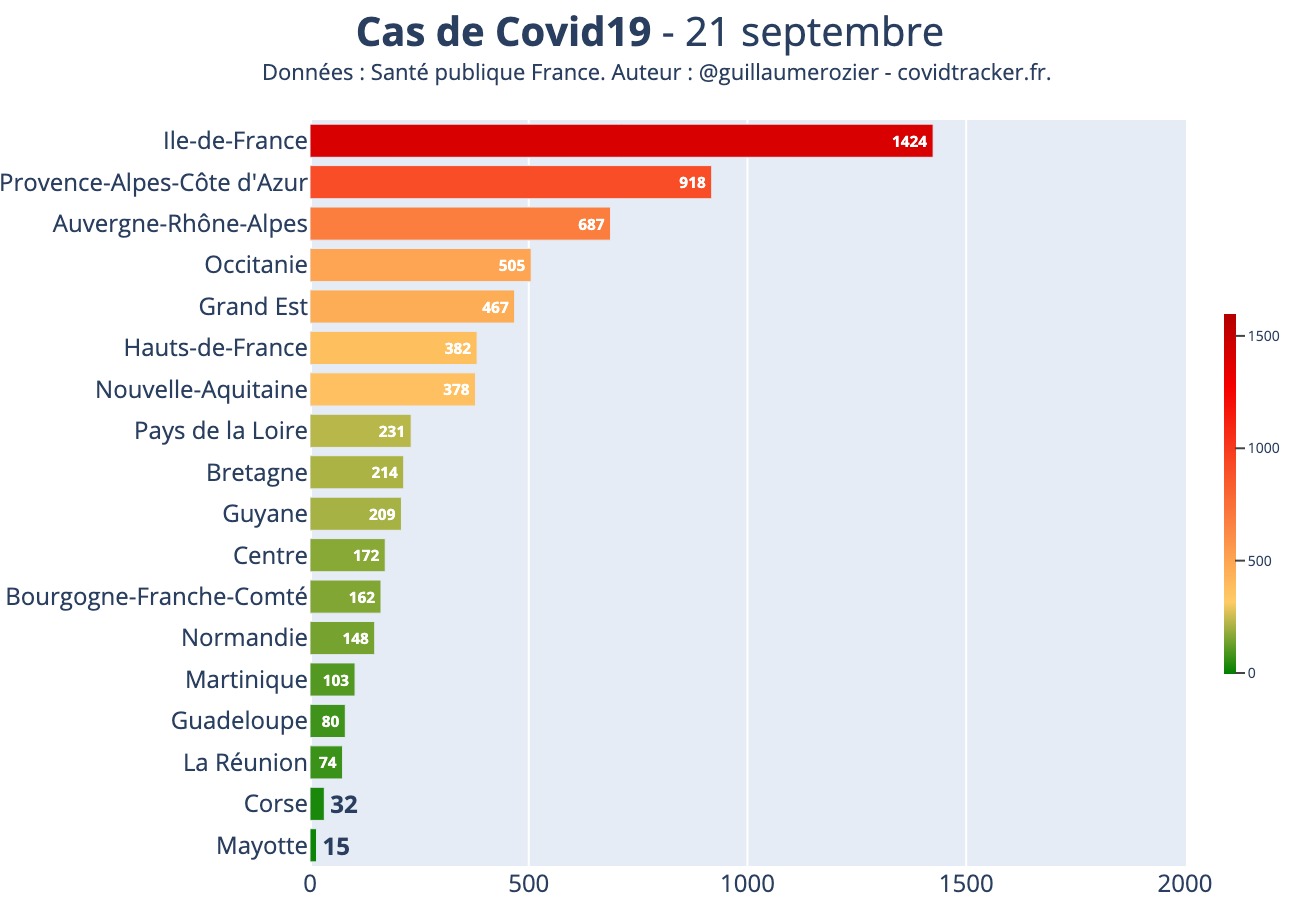 Cas de Covid19 - 21 septembre
Données : Santé publique France. Auteur : @guillaumerozier - covidtracker.fr.
Ile-de-France 1424
Provence-Alpes-Côte d'Azur 918
Auvergne-Rhône-Alpes 687
Occitanie 505
Grand Est 467
Hauts-de-France 382
Nouvelle-Aquitaine 378
Pays de la Loire 231
Bretagne 214
Guyane 209
Centre 172
Bourgogne-Franche-Comté 162
Normandie 148
Martinique 103
Guadeloupe 80
La Réunion 74
Corse 32
Mayotte 15
0 500 1000 1500 2000
1500
1000
500
0